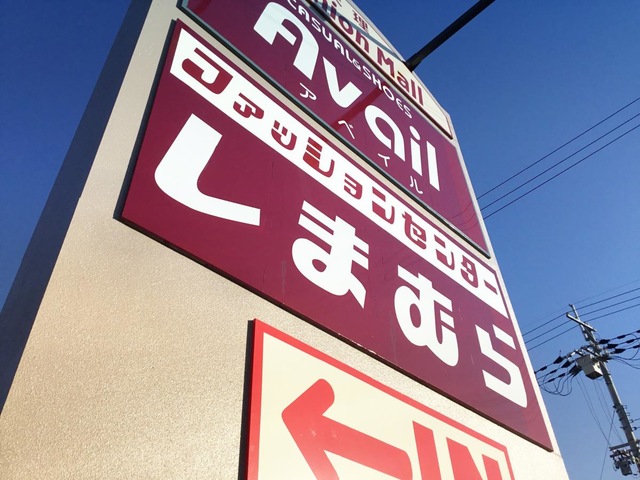 Fashion Mall
CASUAL&SHOES
Avail
アベイル
ファッションセンター
しまむら
IN